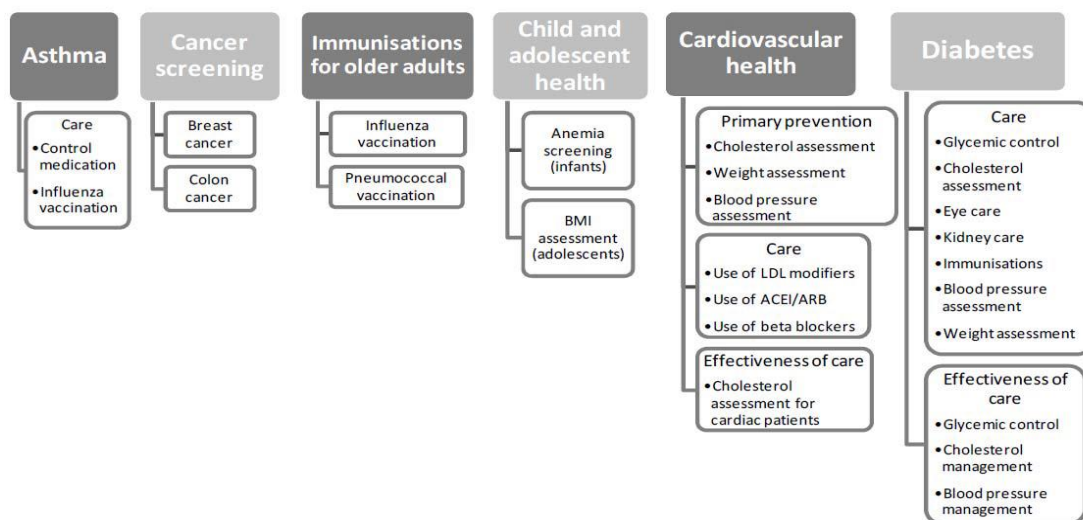 Asthma
Care
•Control
medication
•Influenza
vaccination
Cancer
screening
Breast
cancer
Colon
cancer
Immunisations
for older adults
Influenza
vaccination
Pneumococcal
vaccination
Child and
adolescent
health
Anemia
screening
(infants)
BMI
assessment
(adolescents)
Cardiovascular
health
Primary prevention
•Cholesterol assessment
•Weight assessment
•Blood pressure
assessment
Care
•Use of LDL modifiers
•Use of ACEI/ARB
•Use of beta blockers
Effectiveness of care
•Cholesterol
assessment for
cardiac patients
Diabetes
Care
•Glycemic control
•Cholesterol
assessment
•Eye care
•Kidney care
•Immunisations
•Blood pressure
assessment
•Weight assessment
Effectiveness of
care
•Glycemic control
•Cholesterol
management
•Blood pressure
management